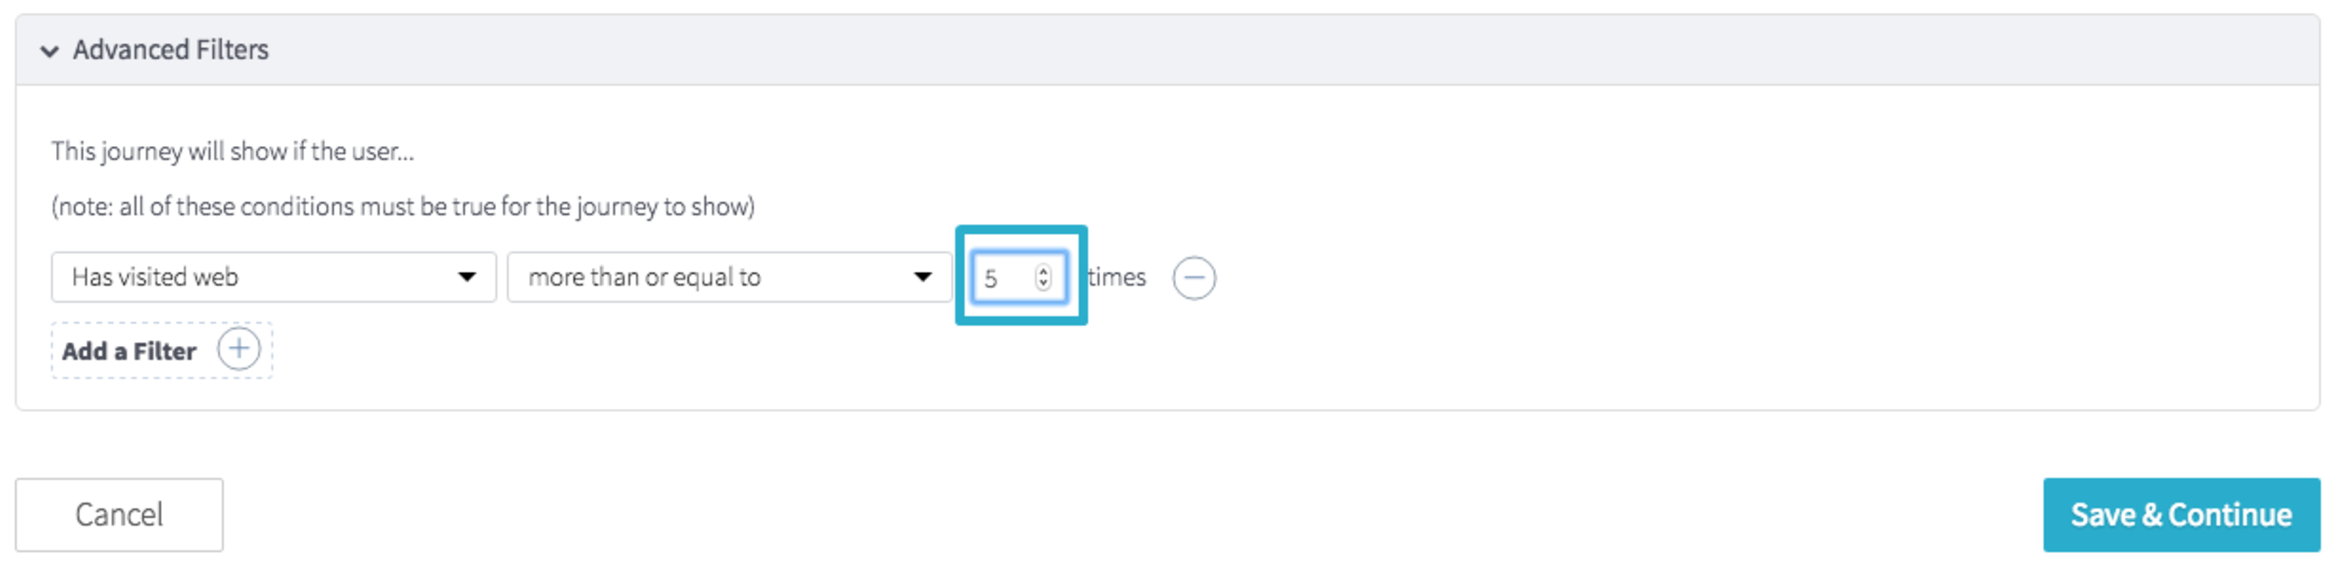 Advanced Filters
This journey will show if the user...
(note: all of these conditions must be true for the journey to show)
Has visited web more than or equal to 5 times
Add a Filter
Cancel Save & Continue